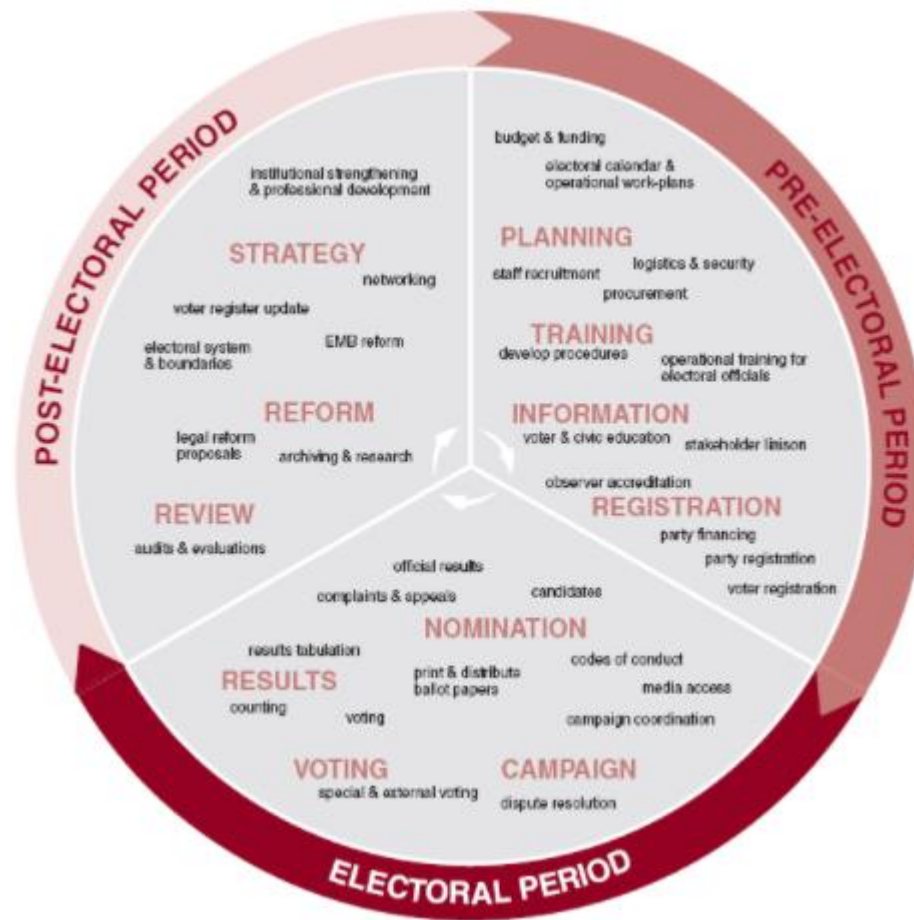 POST-ELECTORAL PERIOD
institutional strengthening
& professional development
STRATEGY
networking
voter register update
electoral system
& boundaries
EMB reform
REFORM
legal reform
proposals
archiving & research
REVIEW
audits & evaluations
PRE-ELECTORAL PERIOD
budget & funding
electoral calendar &
operational work-plans
PLANNING
staff recruitment
logistics & security
procurement
TRAINING
develop procedures
operational training for
electoral officials
INFORMATION
voter & civic education
stakeholder liaison
observer accreditation
REGISTRATION
party financing
party registration
voter registration
official results
complaints & appeals
candidates
NOMINATION
results tabulation
print & distribute
ballot papers
codes of conduct
RESULTS
media access
counting
voting
campaign coordination
VOTING
special & external voting
CAMPAIGN
dispute resolution
ELECTORAL PERIOD